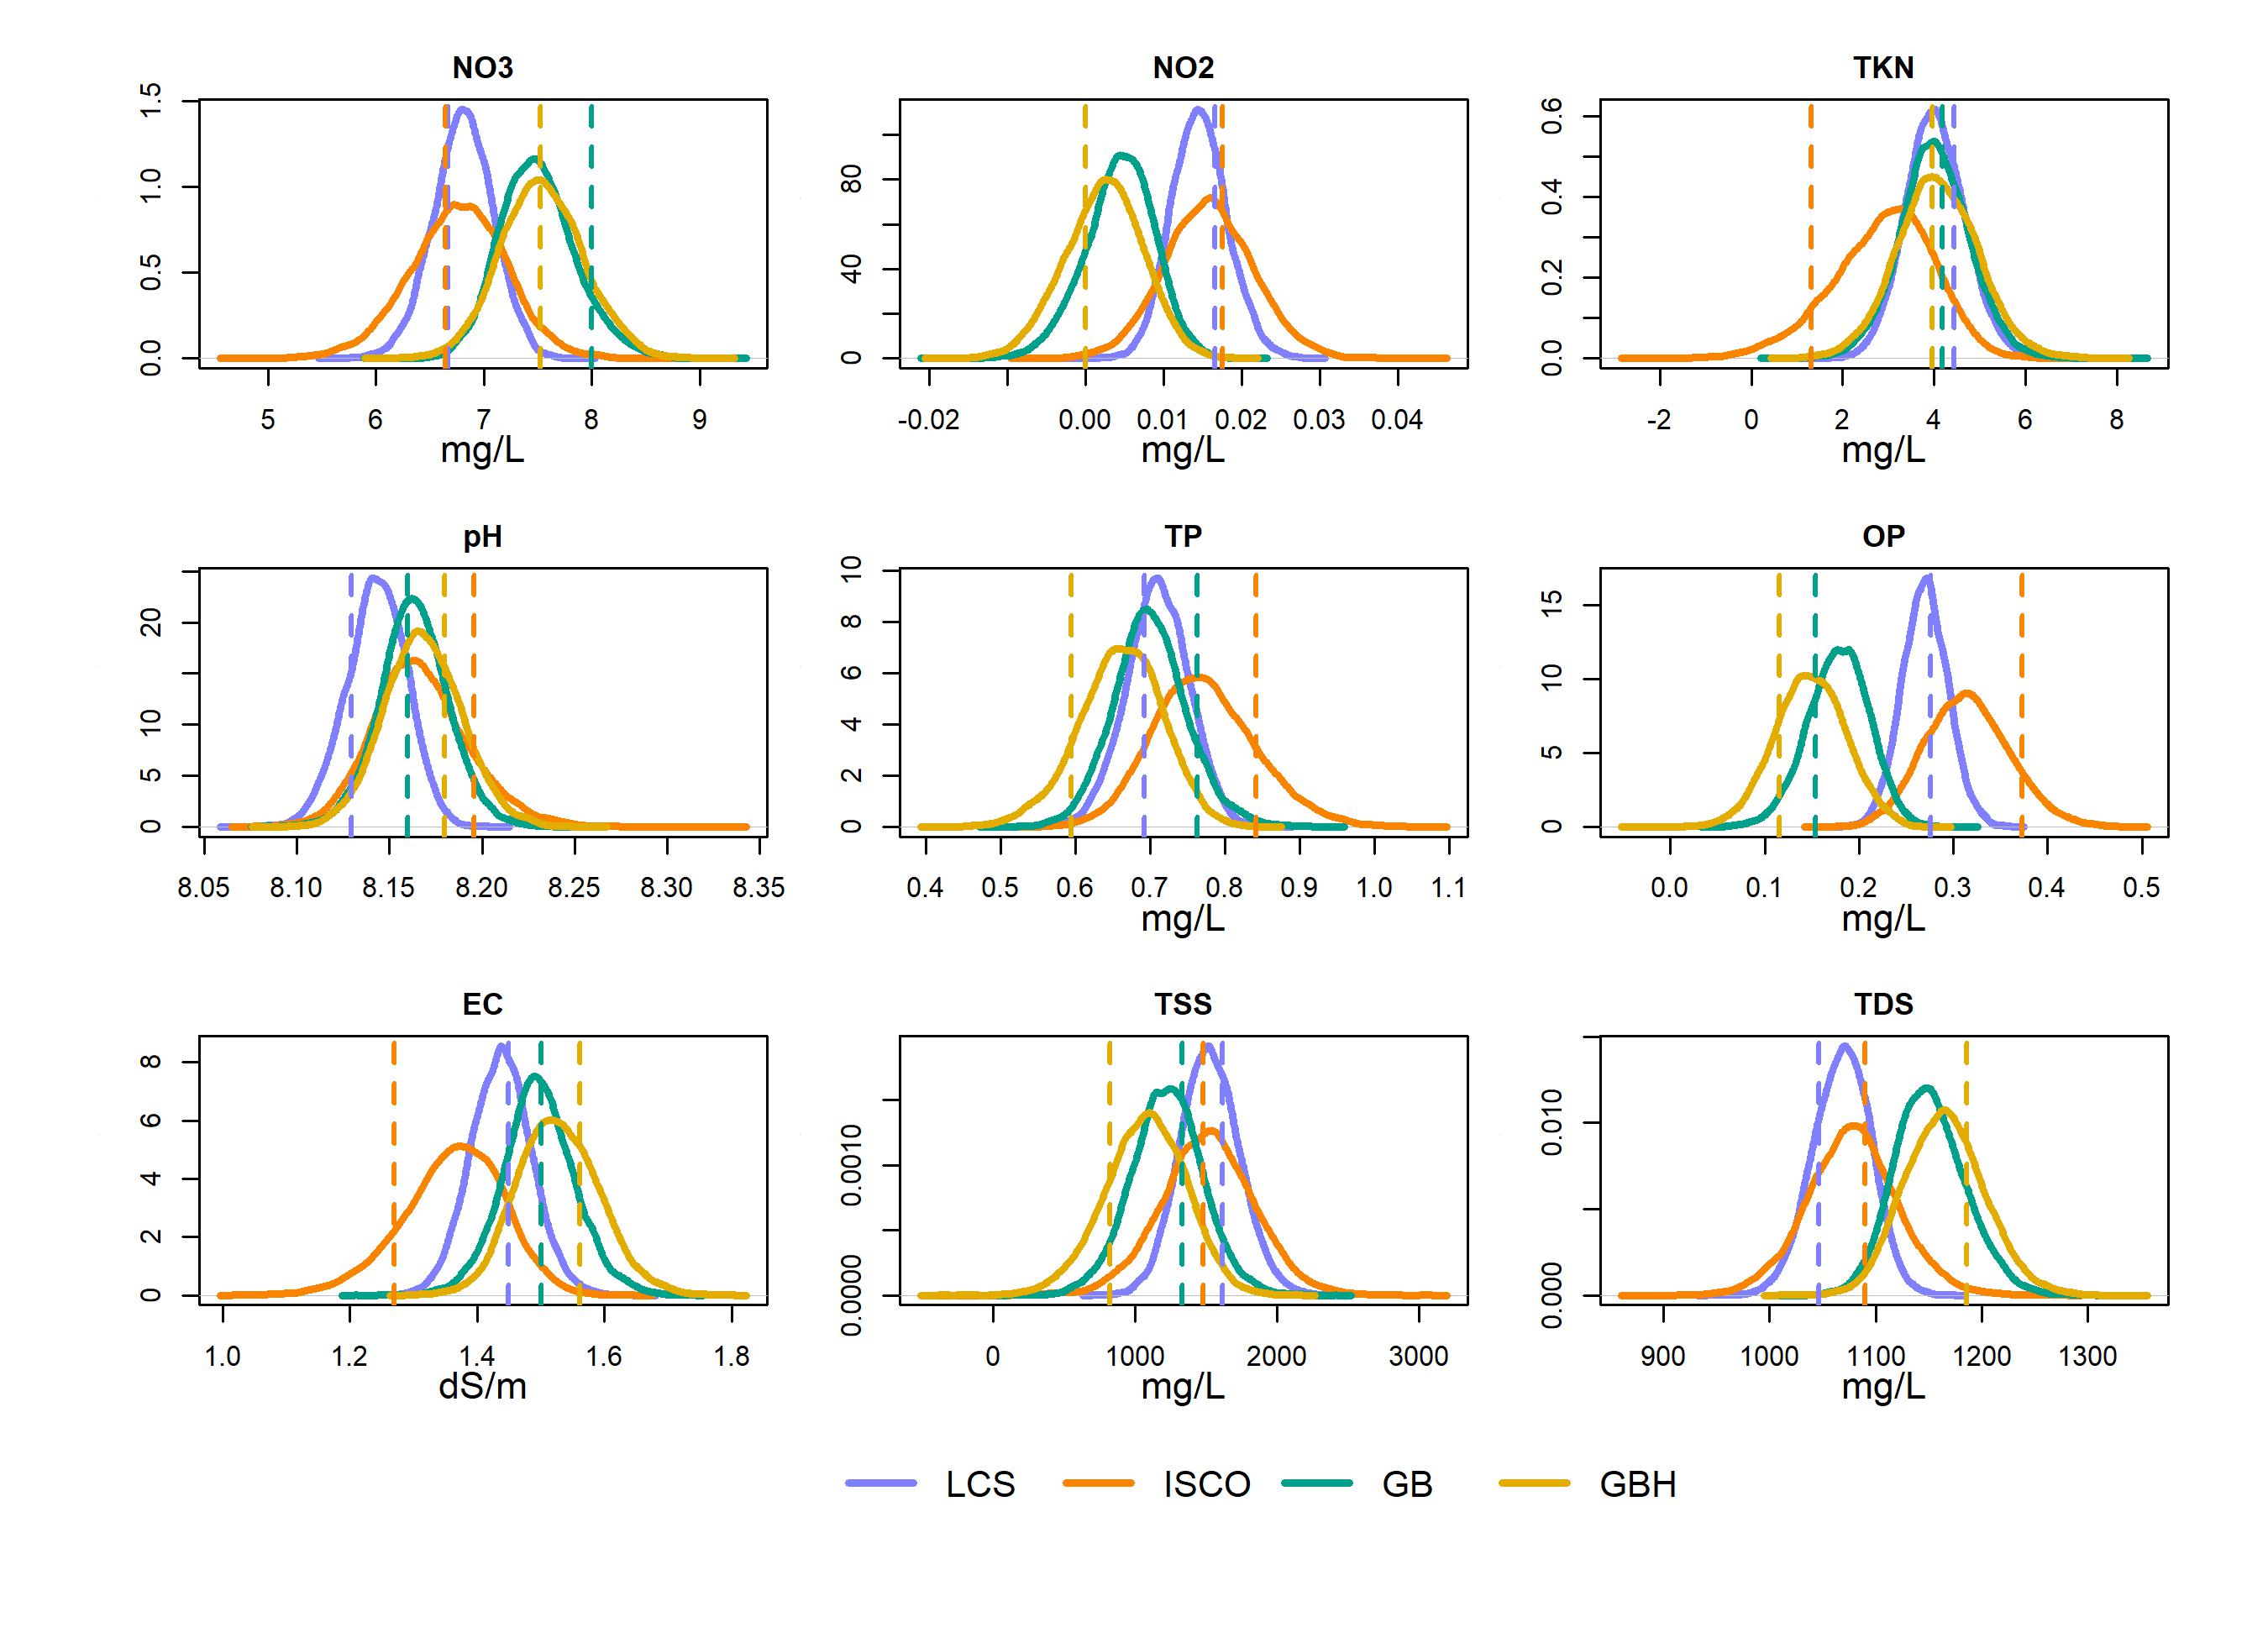 NO3 NO2 TKN
0.0 0.5 1.0 1.5
0 40 80
0.0 0.2 0.4 0.6
5 6 7 8 9
-0.02 0.00 0.01 0.02 0.03 0.04
-2 0 2 4 6 8
mg/L mg/L mg/L
pH TP OP
0 5 10 20
0 2 4 6 8 10
0 5 10 15
8.05 8.10 8.15 8.20 8.25 8.30 8.35
0.4 0.5 0.6 0.7 0.8 0.9 1.0 1.1
0.0 0.1 0.2 0.3 0.4 0.5
mg/L mg/L
EC TSS TDS
0 2 4 6 8
0.0000 0.0010
0.000 0.010
1.0 1.2 1.4 1.6 1.8
0 1000 2000 3000
900 1000 1100 1200 1300
dS/m mg/L mg/L
LCS ISCO GB GBH